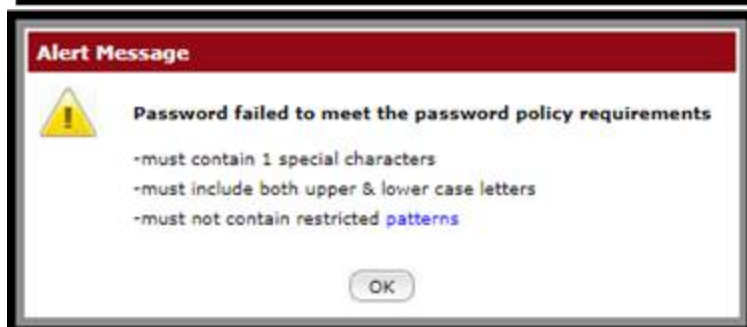 Alert Message
Password failed to meet the password policy requirements
-must contain 1 special characters
-must include both upper & lower case letters
-must not contain restricted patterns
OK